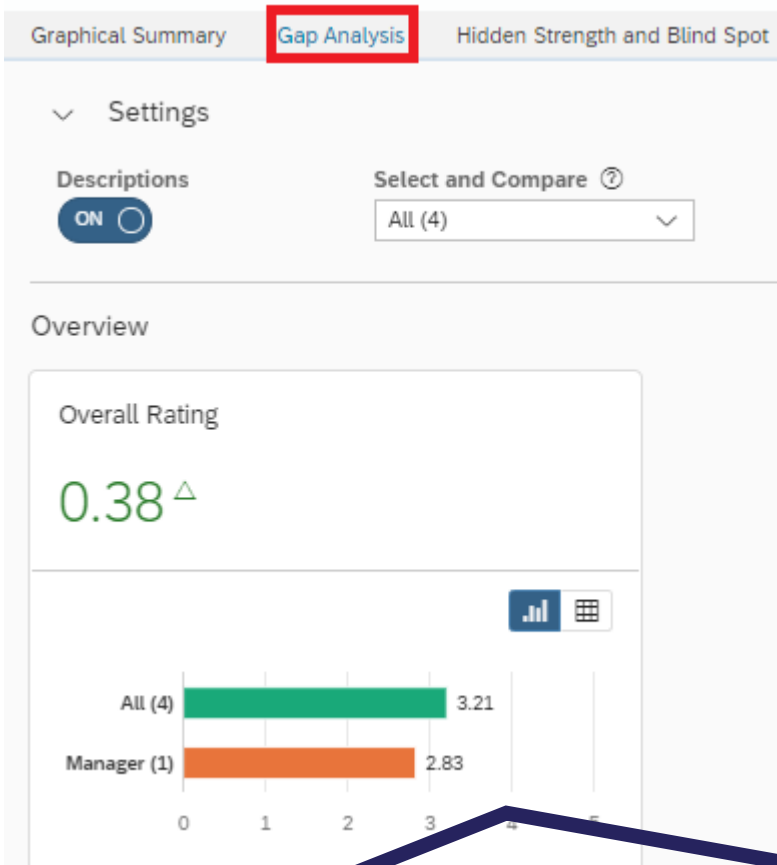 Graphical Summary Gap Analysis Hidden Strength and Blind Spot
Settings
Descriptions Select and Compare ?
ON All (4)
Overview
Overall Rating
0.38
All (4) 3.21
Manager (1) 2.83
0 1 2 3 4 5